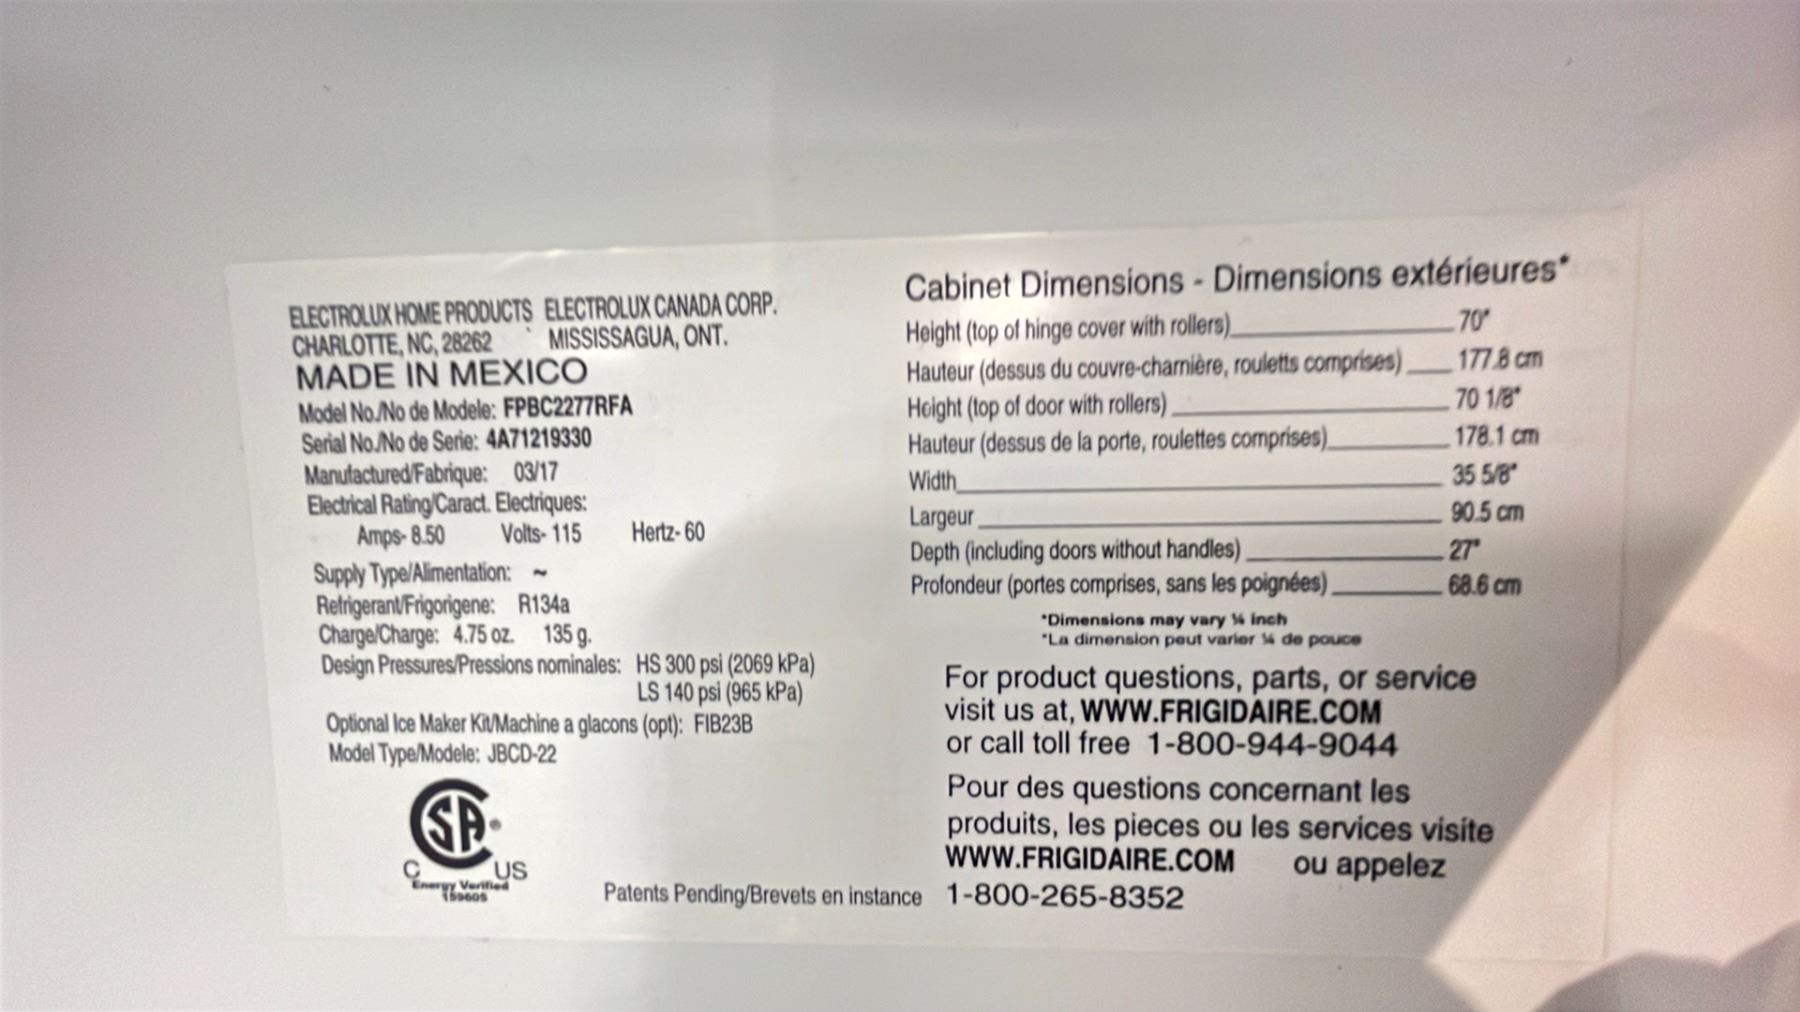 ELECTROLUX HOME PRODUCTS ELECTROLUX CANADA CORP.
CHARLOTTE, NC, 28262 MISSISSAGUA, ONT.
MADE IN MEXICO
Model No./No de Modele: FPBC2277RFA
Serial No./No de Serie: 4A71219330
Manufactured/Fabrique: 03/17
Electrical Rating/Caract. Electriques:
Amps- 8.50 Volts- 115 Hertz- 60
Supply Type/Alimentation: ~
Refrigerant/Frigorigene: R134a
Charge/Charge: 4.75 oz. 135 g.
Design Pressures/Pressions nominales: HS 300 psi (2069 kPa)
LS 140 psi (965 kPa)
Optional Ice Maker Kit/Machine a glacons (opt): FIB23B
Model Type/Modele: JBCD-22
SA®
C US
Energy Verified
159605
Patents Pending/Brevets en instance
Cabinet Dimensions - Dimensions extérieures*
Height (top of hinge cover with rollers) 70"
Hauteur (dessus du couvre-charnière, rouletts comprises) 177.8 cm
Height (top of door with rollers) 70 1/8"
Hauteur (dessus de la porte, roulettes comprises) 178.1 cm
Width 35 5/8"
Largeur 90.5 cm
Depth (including doors without handles) 27"
Profondeur (portes comprises, sans les poignées) 68.6 cm
*Dimensions may vary ¼ inch
*La dimension peut varier ¼ de pouce
For product questions, parts, or service
visit us at, WWW.FRIGIDAIRE.COM
or call toll free 1-800-944-9044
Pour des questions concernant les
produits, les pieces ou les services visite
WWW.FRIGIDAIRE.COM ou appelez
1-800-265-8352